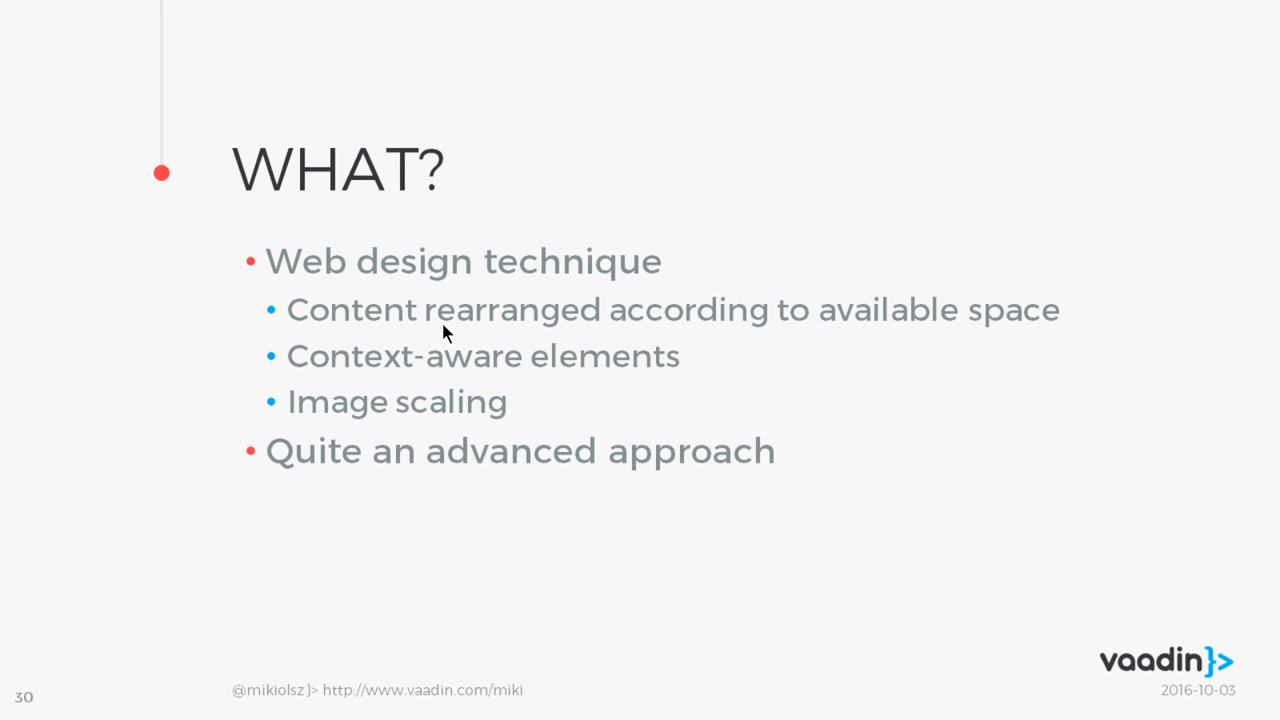 WHAT?
• Web design technique
• Content rearranged according to available space
• Context-aware elements
• Image scaling
• Quite an advanced approach
vaadin}>
30
@mikiolsz }> http://www.vaadin.com/miki
2016-10-03